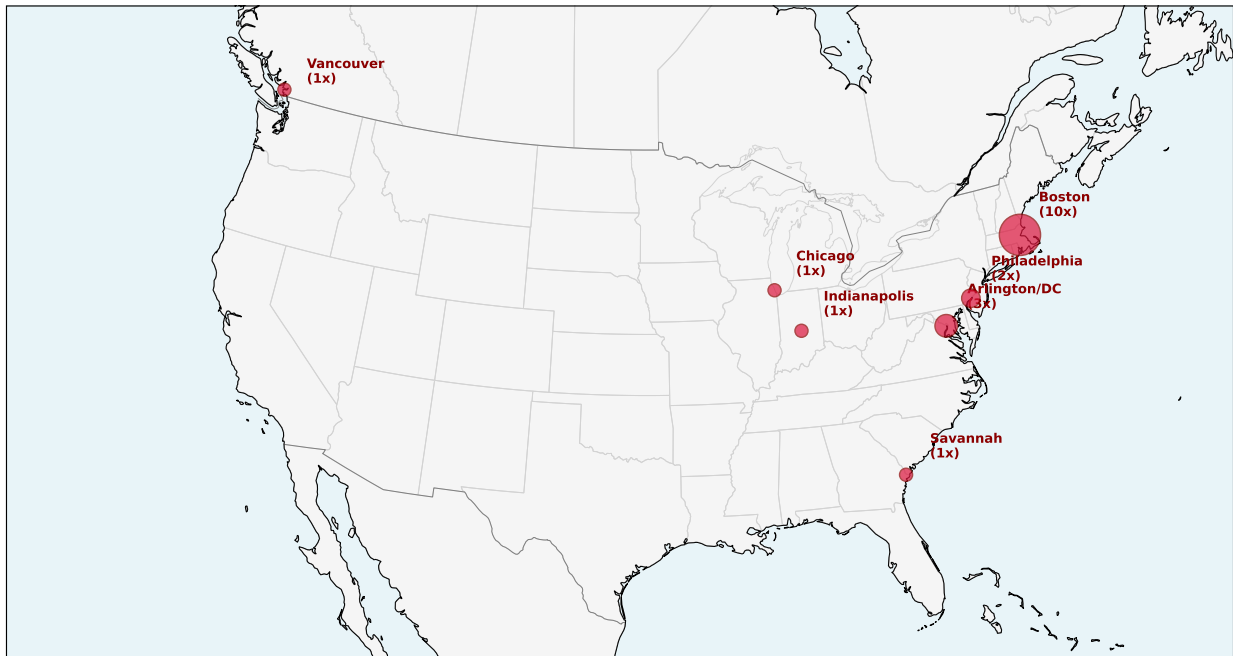 Vancouver
(1x)
Boston
(10x)
Chicago
(1x)
Philadelphia
(2x)
Arlington/DC
(3x)
Indianapolis
(1x)
Savannah
(1x)